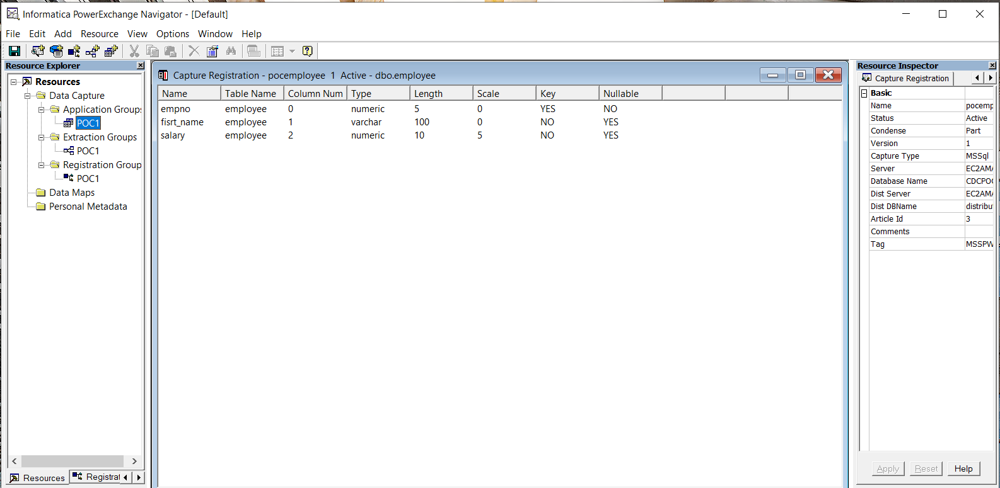 Informatica PowerExchange Navigator - [Default]
File Edit Add Resource View Options Window Help
Resource Explorer
Resources
Data Capture
Application Groups
POC1
Extraction Groups
POC1
Registration Group
POC1
Data Maps
Personal Metadata
Resources Registrat
Capture Registration - pocemployee 1 Active - dbo.employee
Name Table Name Column Num Type Length Scale Key Nullable
empno employee 0 numeric 5 0 YES NO
fisrt_name employee 1 varchar 100 0 NO YES
salary employee 2 numeric 10 5 NO YES
Resource Inspector
Capture Registration
Basic
Name pocemp
Status Active
Condense Part
Version 1
Capture Type MSSql
Server EC2AMA
Database Name CDCPOC
Dist Server EC2AMA
Dist DBName distribut
Article Id 3
Comments
Tag MSSPW
Apply Reset Help